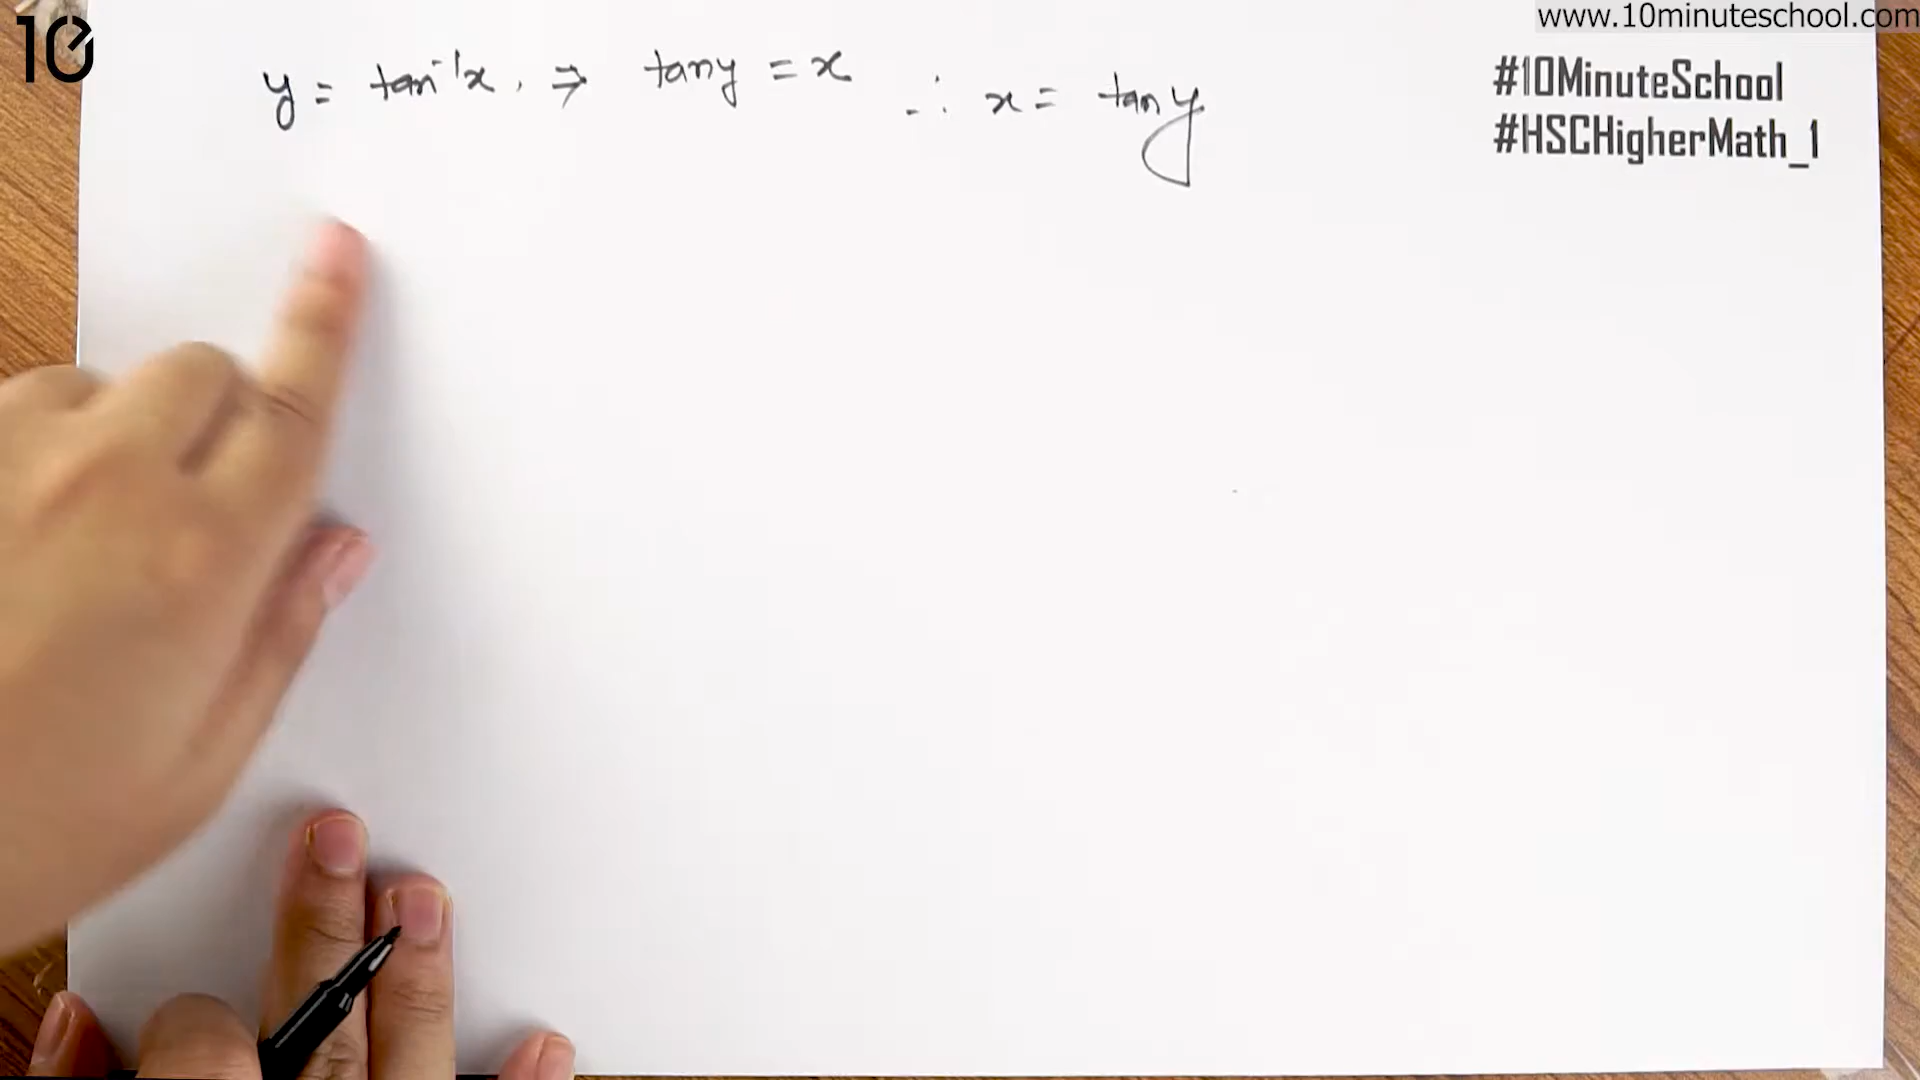 10
www.10minuteschool.com
#10MinuteSchool
#HSCHigherMath_1
y = tan⁻¹x, ⇒ tany = x ∴ x = tany